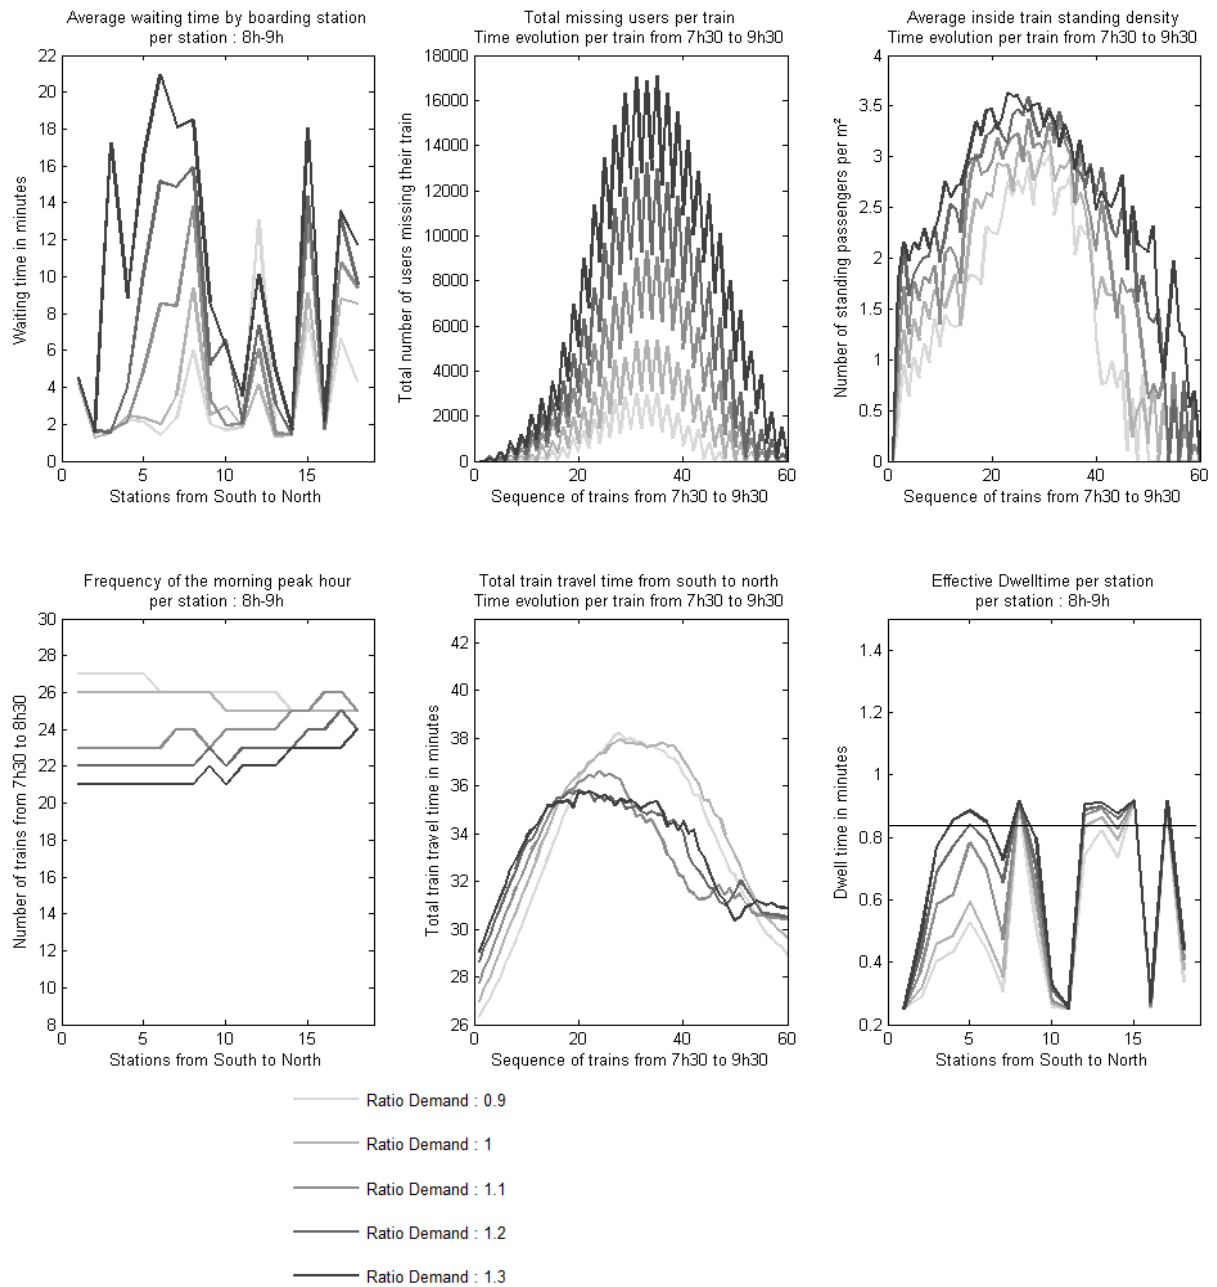 Average waiting time by boarding station
per station : 8h-9h
22
20
18
16
14
12
10
8
6
4
2
0
Waiting time in minutes
0 5 10 15
Stations from South to North
Total missing users per train
Time evolution per train from 7h30 to 9h30
18000
16000
14000
12000
10000
8000
6000
4000
2000
0
Total number of users missing their train
0 20 40 60
Sequence of trains from 7h30 to 9h30
Average inside train standing density
Time evolution per train from 7h30 to 9h30
4
3.5
3
2.5
2
1.5
1
0.5
0
Number of standing passengers per m²
0 20 40 60
Sequence of trains from 7h30 to 9h30
Frequency of the morning peak hour
per station : 8h-9h
30
28
26
24
22
20
18
16
14
12
10
8
Number of trains from 7h30 to 8h30
0 5 10 15
Stations from South to North
Total train travel time from south to north
Time evolution per train from 7h30 to 9h30
42
40
38
36
34
32
30
28
26
Total train travel time in minutes
0 20 40 60
Sequence of trains from 7h30 to 9h30
Effective Dwelltime per station
per station : 8h-9h
1.4
1.2
1
0.8
0.6
0.4
0.2
Dwell time in minutes
0 5 10 15
Stations from South to North
Ratio Demand : 0.9
Ratio Demand : 1
Ratio Demand : 1.1
Ratio Demand : 1.2
Ratio Demand : 1.3